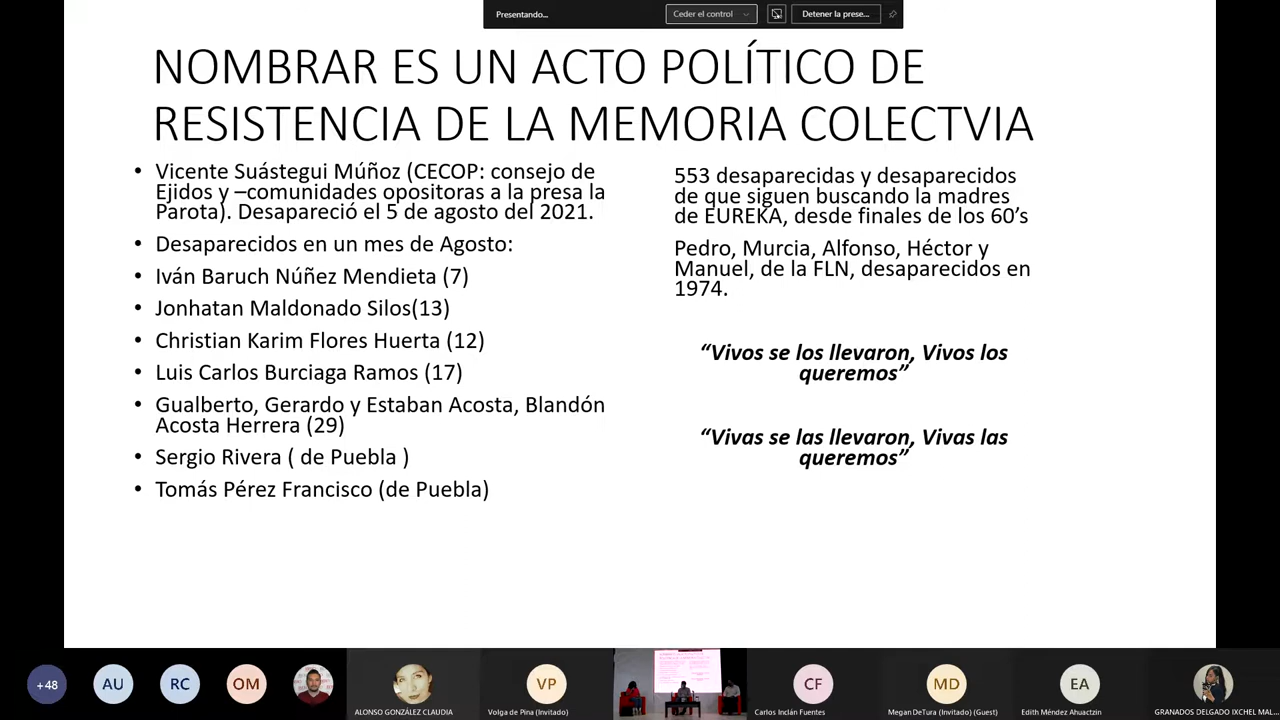 Presentando...
Ceder el control
Detener la prese...
NOMBRAR ES UN ACTO POLÍTICO DE
RESISTENCIA DE LA MEMORIA COLECTVIA
• Vicente Suástegui Múñoz (CECOP: consejo de
Ejidos y –comunidades opositoras a la presa la
Parota). Desapareció el 5 de agosto del 2021.
• Desaparecidos en un mes de Agosto:
• Iván Baruch Núñez Mendieta (7)
• Jonhatan Maldonado Silos(13)
• Christian Karim Flores Huerta (12)
• Luis Carlos Burciaga Ramos (17)
• Gualberto, Gerardo y Estaban Acosta, Blandón
Acosta Herrera (29)
• Sergio Rivera ( de Puebla )
• Tomás Pérez Francisco (de Puebla)
553 desaparecidas y desaparecidos
de que siguen buscando la madres
de EUREKA, desde finales de los 60’s
Pedro, Murcia, Alfonso, Héctor y
Manuel, de la FLN, desaparecidos en
1974.
“Vivos se los llevaron, Vivos los
queremos”
“Vivas se las llevaron, Vivas las
queremos”
+48
AU
RC
OM
ALONSO GONZÁLEZ CLAUDIA
VP
Volga de Pina (Invitado)
CF
Carlos Inclán Fuentes
MD
Megan DeTura (Invitado) (Guest)
EA
Edith Méndez Ahuactzin
GRANADOS DELGADO IXCHEL MAL...